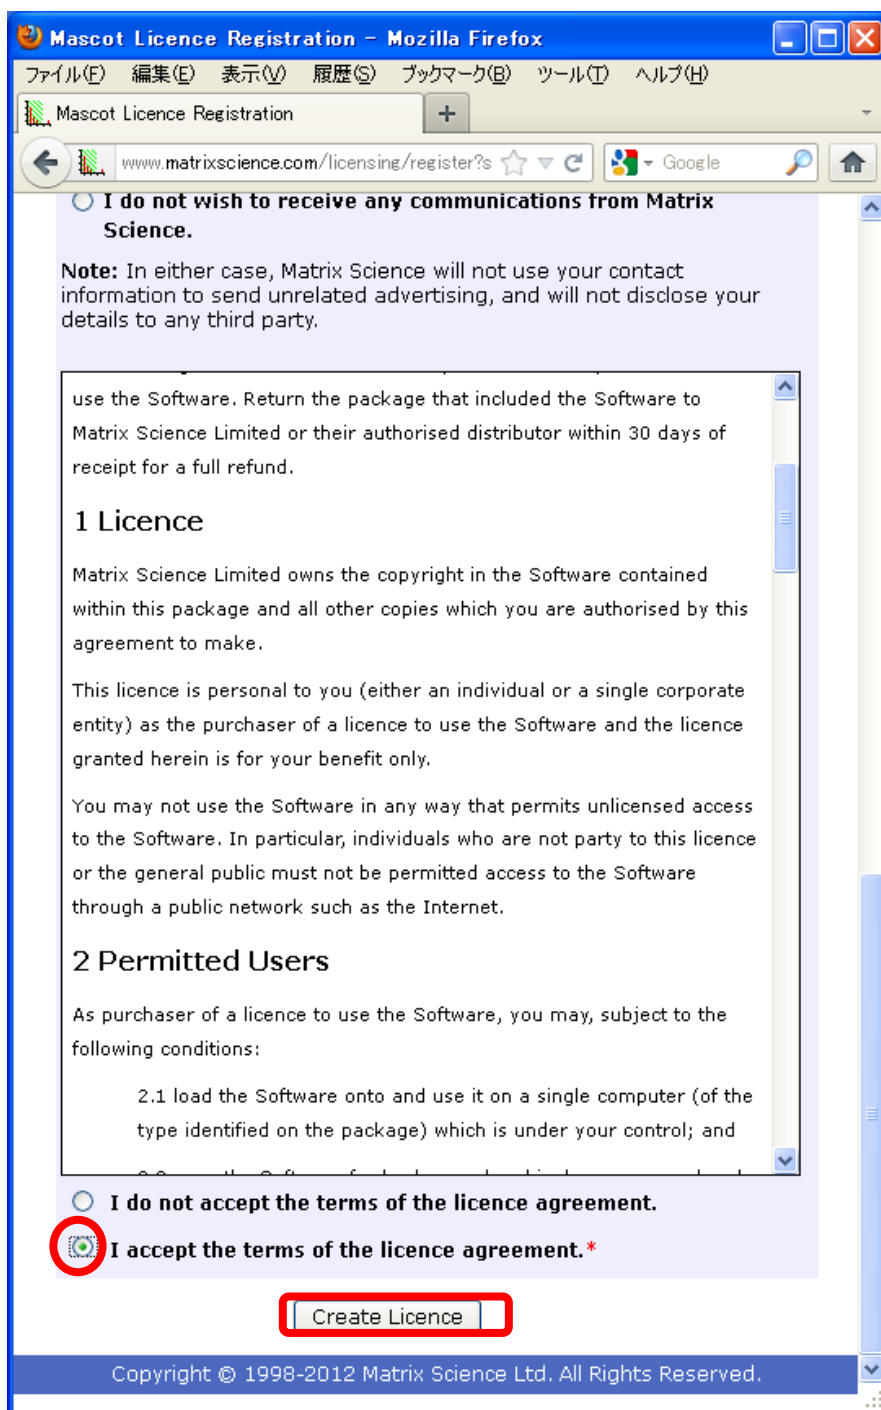 Mascot Licence Registration - Mozilla Firefox
ファイル(F) 編集(E) 表示(V) 履歴(S) ブックマーク(B) ツール(T) ヘルプ(H)
Mascot Licence Registration +
www.matrixscience.com/licensing/register?s Google
I do not wish to receive any communications from Matrix
Science.
Note: In either case, Matrix Science will not use your contact
information to send unrelated advertising, and will not disclose your
details to any third party.
use the Software. Return the package that included the Software to
Matrix Science Limited or their authorised distributor within 30 days of
receipt for a full refund.
1 Licence
Matrix Science Limited owns the copyright in the Software contained
within this package and all other copies which you are authorised by this
agreement to make.
This licence is personal to you (either an individual or a single corporate
entity) as the purchaser of a licence to use the Software and the licence
granted herein is for your benefit only.
You may not use the Software in any way that permits unlicensed access
to the Software. In particular, individuals who are not party to this licence
or the general public must not be permitted access to the Software
through a public network such as the Internet.
2 Permitted Users
As purchaser of a licence to use the Software, you may, subject to the
following conditions:
2.1 load the Software onto and use it on a single computer (of the
type identified on the package) which is under your control; and
I do not accept the terms of the licence agreement.
I accept the terms of the licence agreement.*
Create Licence
Copyright © 1998-2012 Matrix Science Ltd. All Rights Reserved.